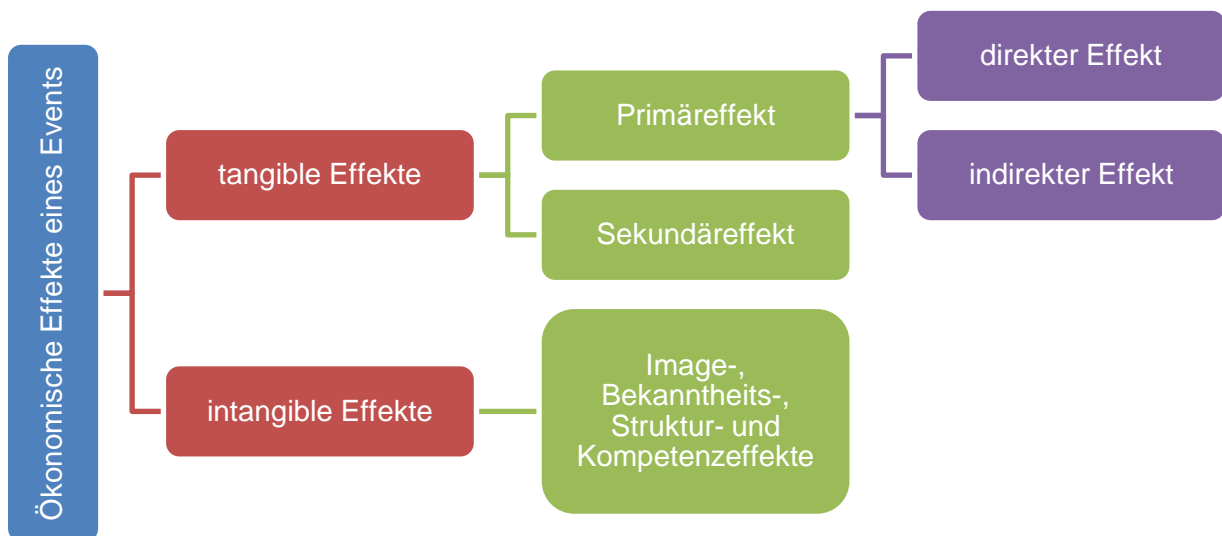 Ökonomische Effekte eines Events
tangible Effekte
Primäreffekt
direkter Effekt
indirekter Effekt
Sekundäreffekt
intangible Effekte
Image-,
Bekanntheits-,
Struktur- und
Kompetenzeffekte